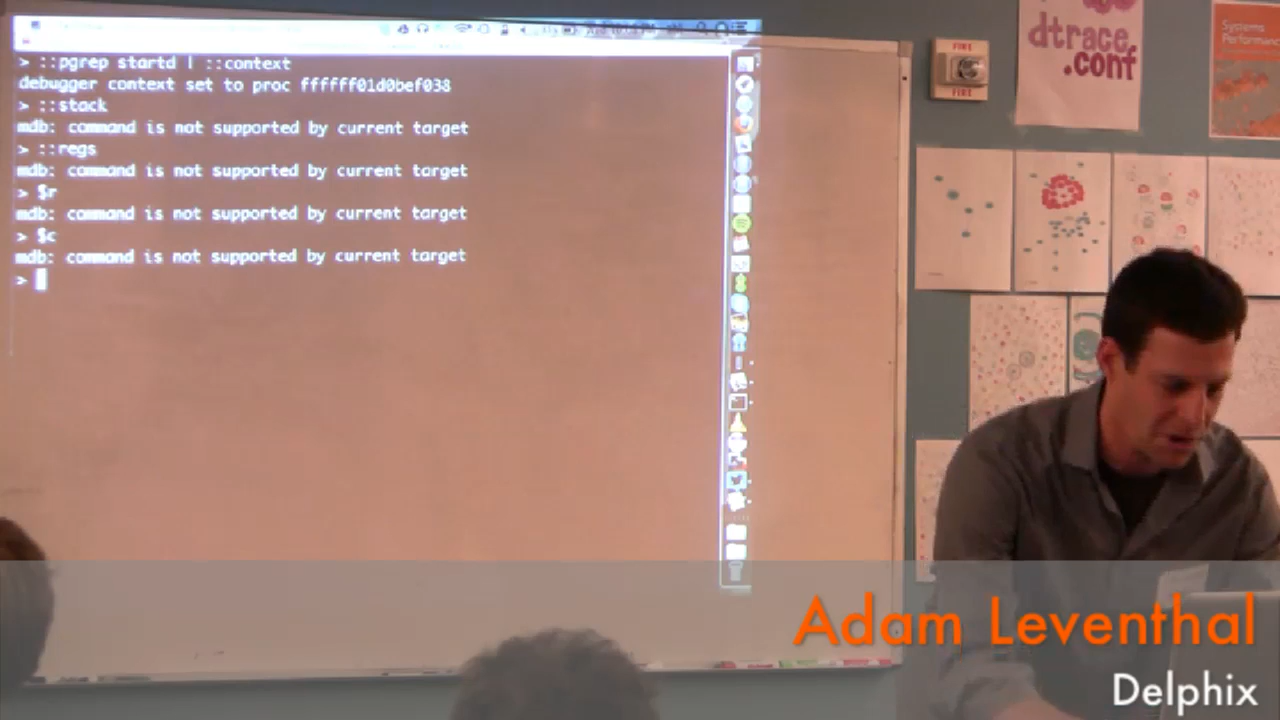 > ::pgrep startd | ::context
debugger context set to proc ffffff01d0bef038
> ::stack
mdb: command is not supported by current target
> ::regs
mdb: command is not supported by current target
> $r
mdb: command is not supported by current target
> $c
mdb: command is not supported by current target
>
dtrace
.conf
FIRE
FIRE
Systems
Performance
Adam Leventhal
Delphix